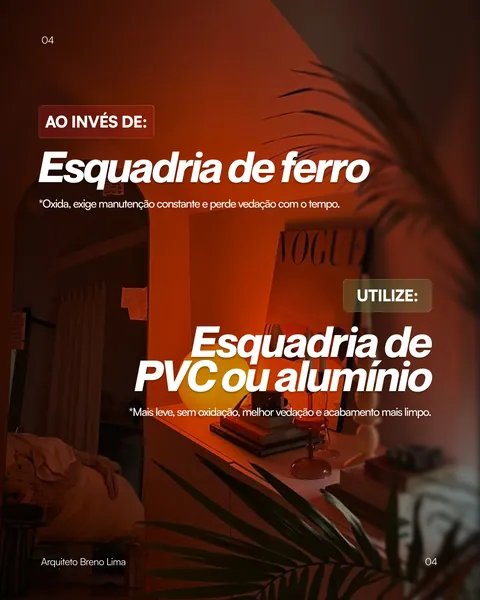 04
AO INVÉS DE:
Esquadria de ferro
*Oxida, exige manutenção constante e perde vedação com o tempo.
VOGUE
UTILIZE:
Esquadria de
PVC ou alumínio
*Mais leve, sem oxidação, melhor vedação e acabamento mais limpo.
Arquiteto Breno Lima
04